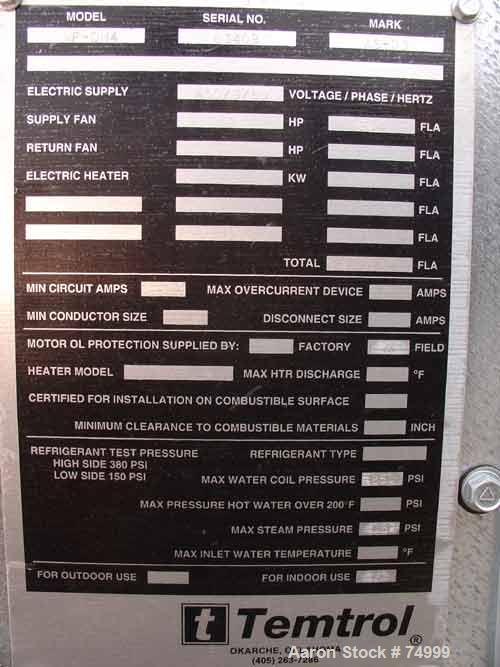 MODEL SERIAL NO. MARK
ELECTRIC SUPPLY VOLTAGE / PHASE / HERTZ
SUPPLY FAN HP FLA
RETURN FAN HP FLA
ELECTRIC HEATER KW FLA
FLA
FLA
TOTAL FLA
MIN CIRCUIT AMPS MAX OVERCURRENT DEVICE AMPS
MIN CONDUCTOR SIZE DISCONNECT SIZE AMPS
MOTOR OL PROTECTION SUPPLIED BY: FACTORY FIELD
HEATER MODEL MAX HTR DISCHARGE °F
CERTIFIED FOR INSTALLATION ON COMBUSTIBLE SURFACE
MINIMUM CLEARANCE TO COMBUSTIBLE MATERIALS INCH
REFRIGERANT TEST PRESSURE REFRIGERANT TYPE
HIGH SIDE 380 PSI
LOW SIDE 150 PSI
MAX WATER COIL PRESSURE PSI
MAX PRESSURE HOT WATER OVER 200°F PSI
MAX STEAM PRESSURE PSI
MAX INLET WATER TEMPERATURE °F
FOR OUTDOOR USE FOR INDOOR USE
t Temtrol®
OKARCHE, OKLAHOMA
(405) 263-7286
Aaron Stock # 74999